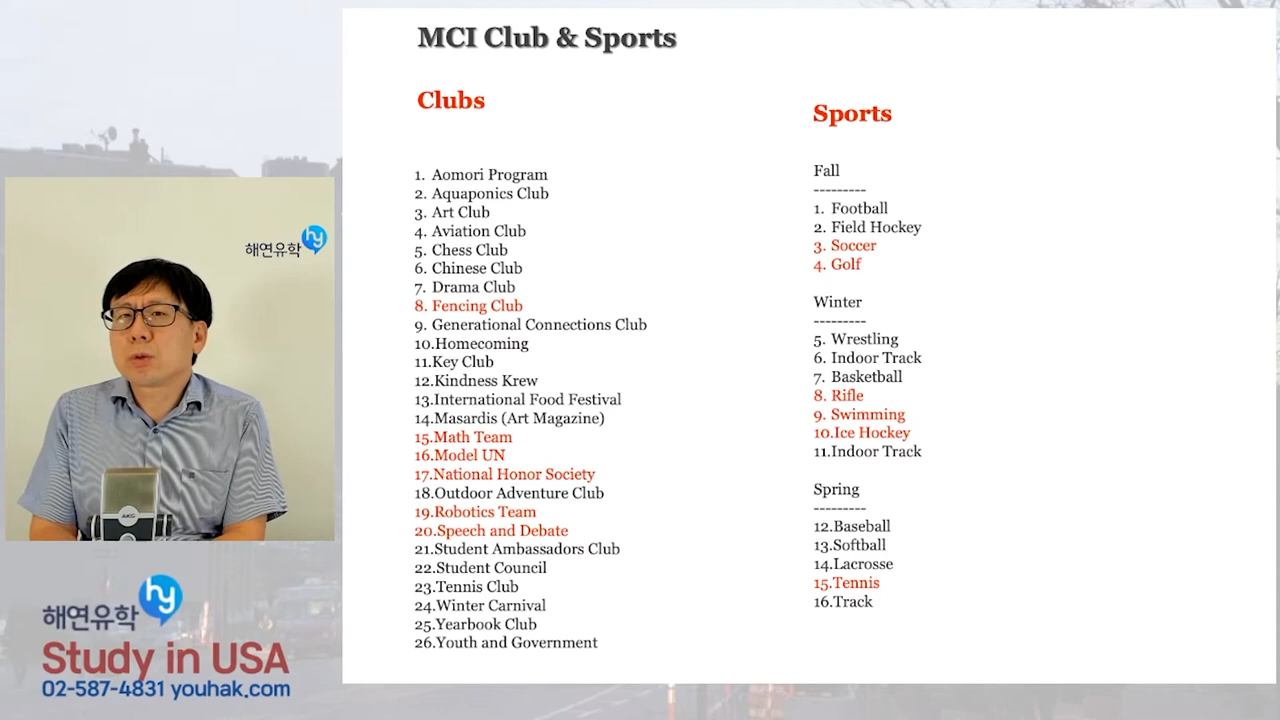 MCI Club & Sports
Clubs
1. Aomori Program
2. Aquaponics Club
3. Art Club
4. Aviation Club
5. Chess Club
6. Chinese Club
7. Drama Club
8. Fencing Club
9. Generational Connections Club
10.Homecoming
11.Key Club
12.Kindness Krew
13.International Food Festival
14.Masardis (Art Magazine)
15.Math Team
16.Model UN
17.National Honor Society
18.Outdoor Adventure Club
19.Robotics Team
20.Speech and Debate
21.Student Ambassadors Club
22.Student Council
23.Tennis Club
24.Winter Carnival
25.Yearbook Club
26.Youth and Government
Sports
Fall
---------
1. Football
2. Field Hockey
3. Soccer
4. Golf
Winter
---------
5. Wrestling
6. Indoor Track
7. Basketball
8. Rifle
9. Swimming
10.Ice Hockey
11.Indoor Track
Spring
---------
12.Baseball
13.Softball
14.Lacrosse
15.Tennis
16.Track
해연유학 hy
AKG
해연유학 hy
Study in USA
02-587-4831 youhak.com